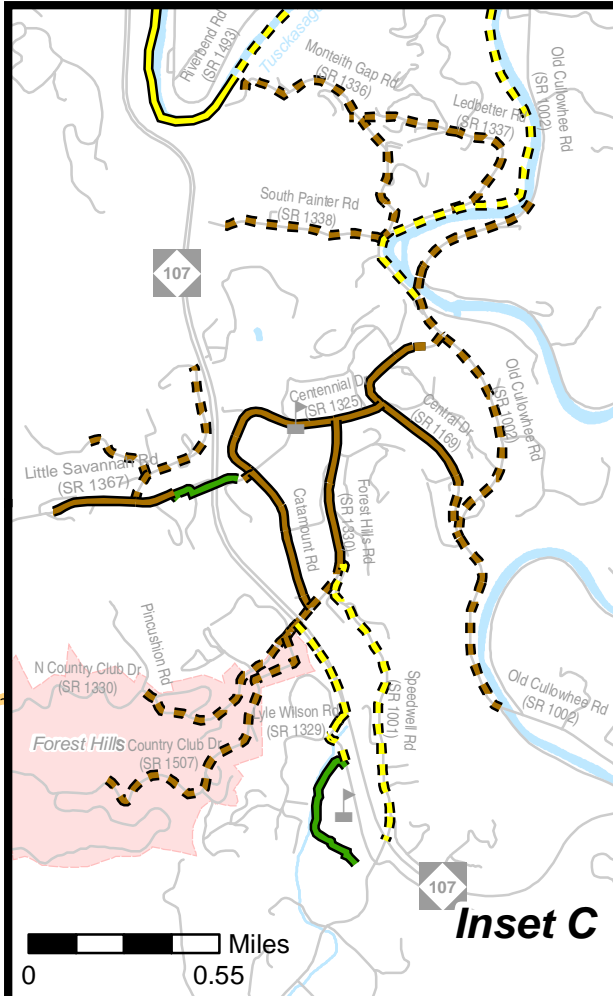 Riverbend Rd
(SR 1493)
Tusckasag
Monteith Gap Rd
(SR 1336)
Ledbetter Rd
(SR 1337)
Old Cullowhee Rd
(SR 1002)
South Painter Rd
(SR 1338)
107
Centennial Dr
(SR 1325)
Central Dr
(SR 1169)
Old Cullowhee Rd
(SR 1002)
Little Savannah Rd
(SR 1367)
Catamount Rd
Forest Hills Rd
(SR 1330)
Pincushion Rd
N Country Club Dr
(SR 1330)
Speedwell Rd
(SR 1001)
Lyle Wilson Rd
(SR 1329)
Old Cullowhee Rd
(SR 1002)
Forest Hills
Country Club Dr
(SR 1507)
107
Inset C
Miles
0 0.55